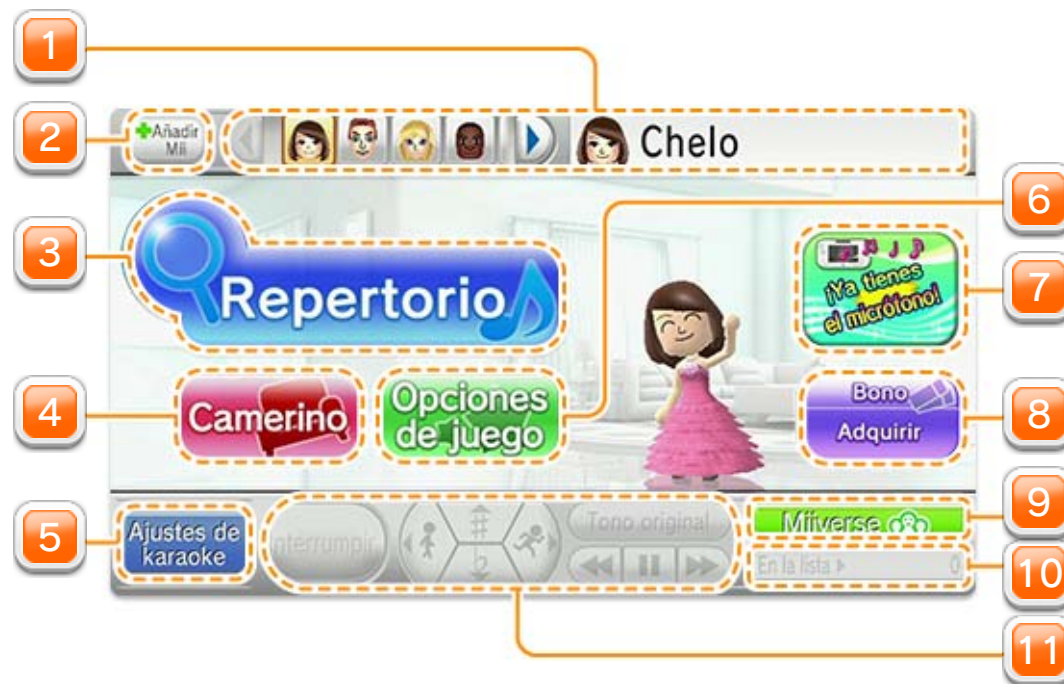 1
2
Añadir
Mii
Chelo
3
Repertorio
6
7
¡Ya tienes
el micrófono!
4
Camerino
Opciones
de juego
Bono
Adquirir
8
5
Ajustes de
karaoke
Interrumpir
#
♭
Tono original
Miiverse
9
En la lista ▶ 0
10
11